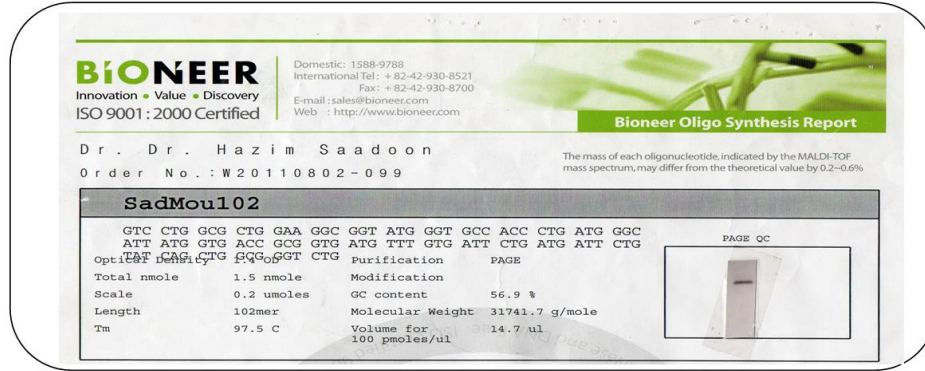 BiONEER
Innovation • Value • Discovery
ISO 9001 : 2000 Certified
Domestic: 1588-9788
International Tel : + 82-42-930-8521
Fax : + 82-42-930-8700
E-mail : sales@bioneer.com
Web : http://www.bioneer.com
Bioneer Oligo Synthesis Report
Dr. Dr. Hazim Saadoon
Order No.:W20110802-099
The mass of each oligonucleotide, indicated by the MALDI-TOF
mass spectrum, may differ from the theoretical value by 0.2~0.6%
SadMou102
GTC CTG GCG CTG GAA GGC GGT ATG GGT GCC ACC CTG ATG GGC
ATT ATG GTG ACC GCG GTG ATG TTT GTG ATT CTG ATG ATT CTG
TAT CAG CTG GCG GGT CTG
Optical Density 1.4 OD Purification PAGE
Total nmole 1.5 nmole Modification
Scale 0.2 umoles GC content 56.9 %
Length 102mer Molecular Weight 31741.7 g/mole
Tm 97.5 C Volume for 14.7 ul
100 pmoles/ul
PAGE QC